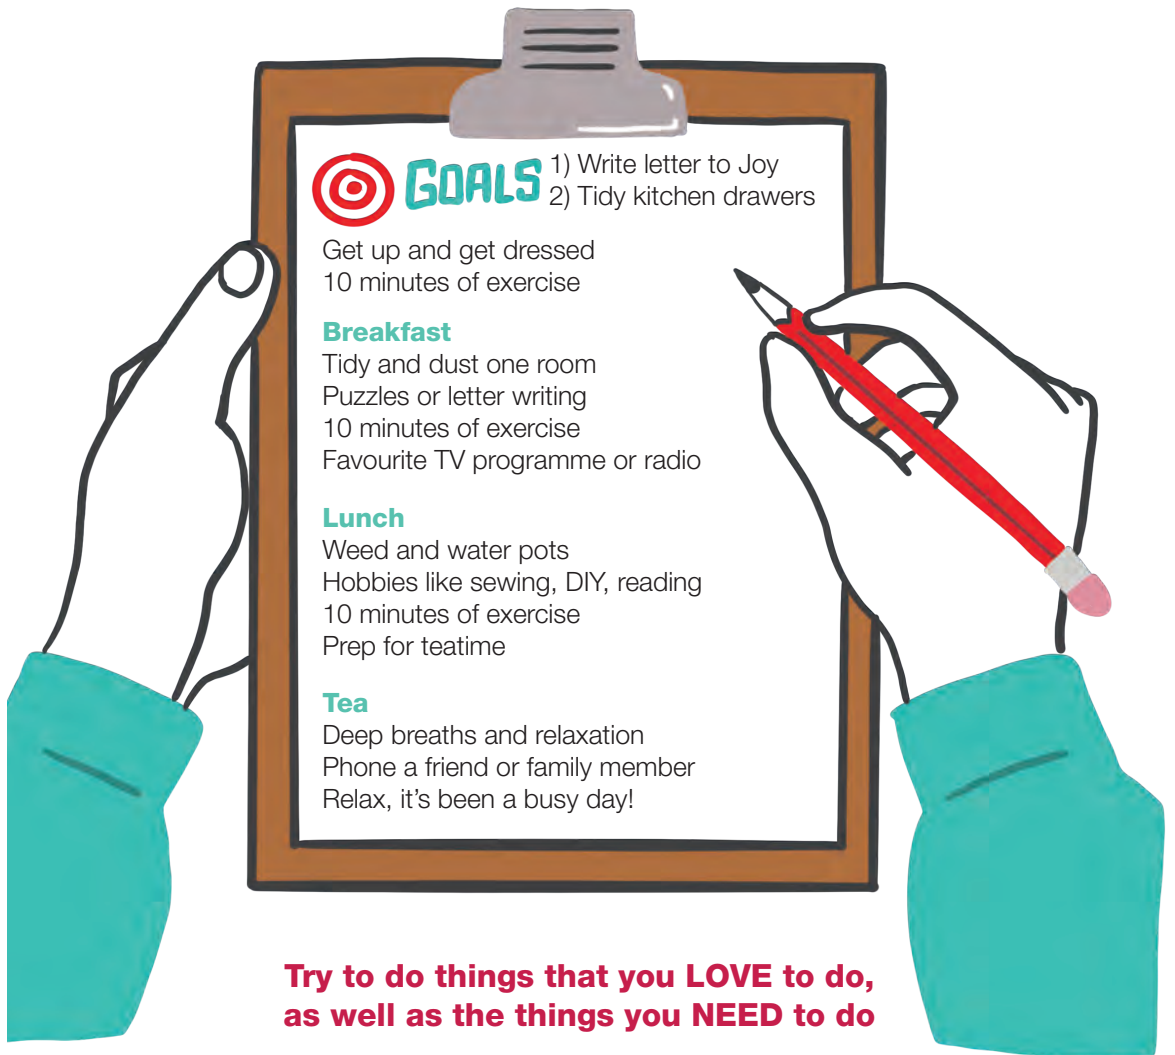 GOALS 1) Write letter to Joy
2) Tidy kitchen drawers
Get up and get dressed
10 minutes of exercise
Breakfast
Tidy and dust one room
Puzzles or letter writing
10 minutes of exercise
Favourite TV programme or radio
Lunch
Weed and water pots
Hobbies like sewing, DIY, reading
10 minutes of exercise
Prep for teatime
Tea
Deep breaths and relaxation
Phone a friend or family member
Relax, it's been a busy day!
Try to do things that you LOVE to do,
as well as the things you NEED to do